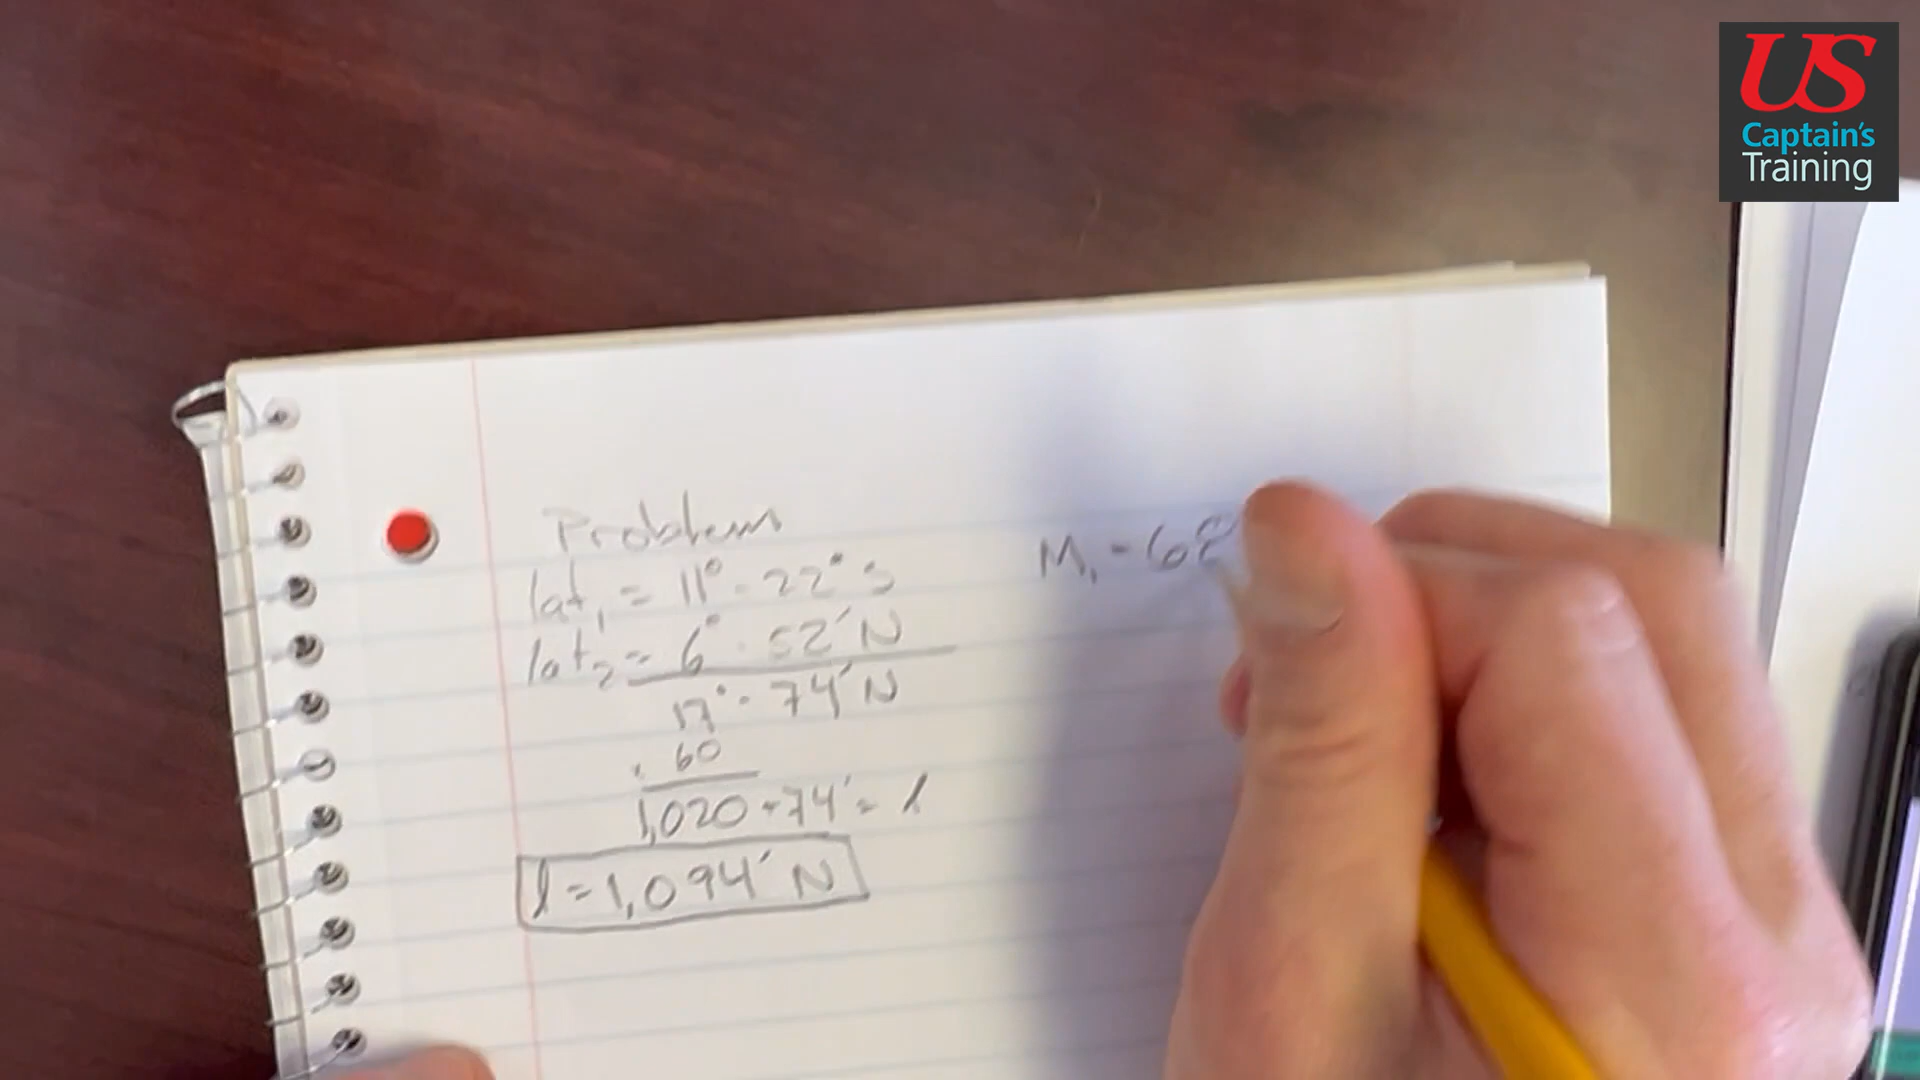 US
Captain's
Training
Problem
lat₁ = 11° - 22° S
lat₂ = 6° - 52' N
17° - 74' N
· 60
1,020 + 74' = l
l = 1,094' N
M₁ = 68